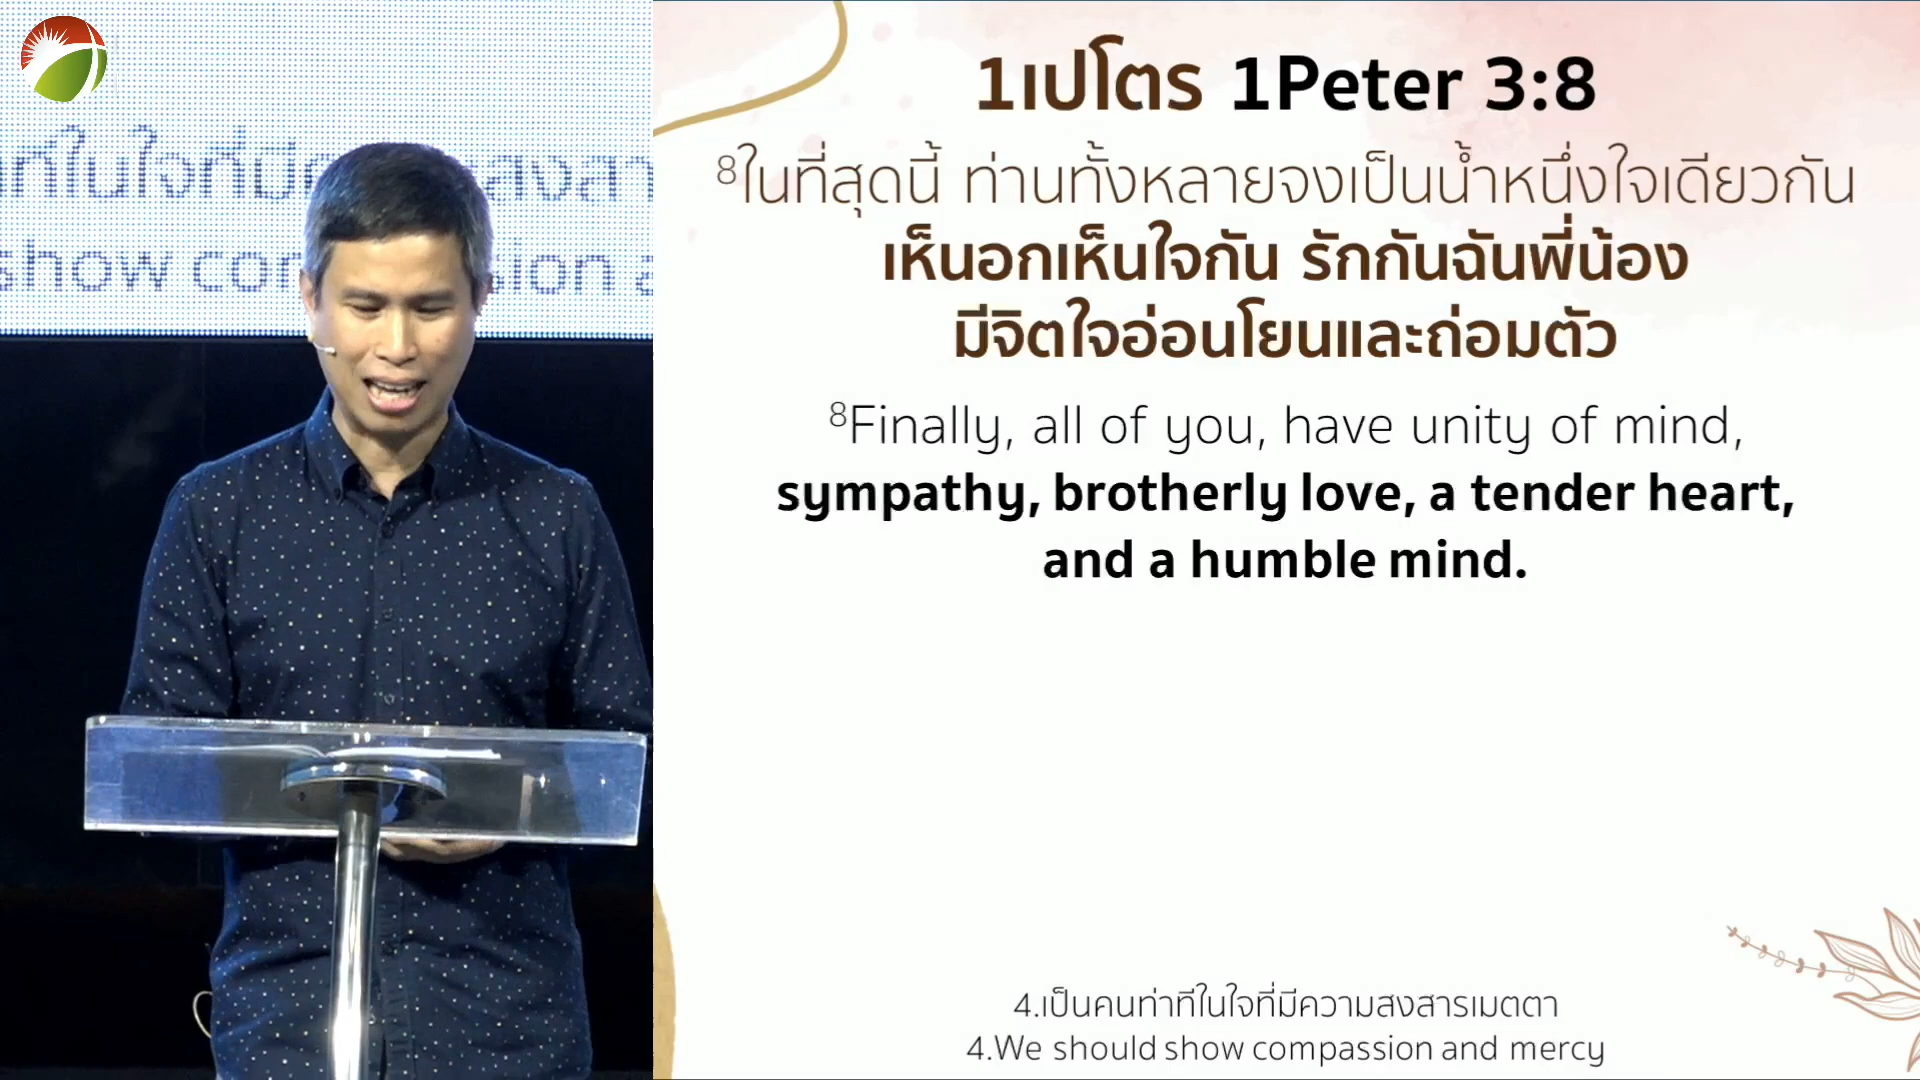 1เปโตร 1Peter 3:8
⁸ในที่สุดนี้ ท่านทั้งหลายจงเป็นน้ำหนึ่งใจเดียวกัน
เห็นอกเห็นใจกัน รักกันฉันพี่น้อง
มีจิตใจอ่อนโยนและถ่อมตัว
⁸Finally, all of you, have unity of mind,
sympathy, brotherly love, a tender heart,
and a humble mind.
4.เป็นคนท่าทีในใจที่มีความสงสารเมตตา
4.We should show compassion and mercy
show